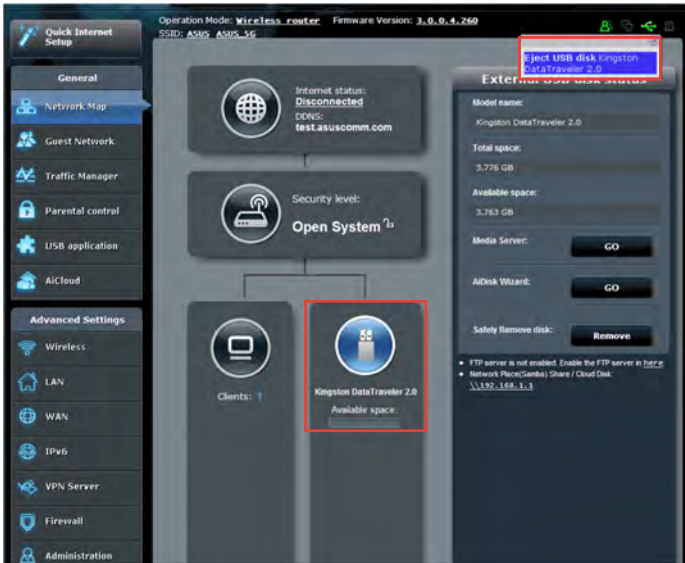 Quick Internet
Setup
Operation Mode: Wireless router Firmware Version: 3.0.0.4.260
SSID: ASUS ASUS_5G
Eject USB disk Kingston
DataTraveler 2.0
General
Network Map
Guest Network
Traffic Manager
Parental control
USB application
AiCloud
Advanced Settings
Wireless
LAN
WAN
IPv6
VPN Server
Firewall
Administration
Internet status:
Disconnected
DDNS:
test.asuscomm.com
Security level:
Open System
Clients: 1
Kingston DataTraveler 2.0
Available space:
External USB disk status
Model name:
Kingston DataTraveler 2.0
Total space:
3.776 GB
Available space:
3.763 GB
Media Server:
GO
AiDisk Wizard:
GO
Safely Remove disk:
Remove
FTP server is not enabled. Enable the FTP server in here
Network Place(Samba) Share / Cloud Disk:
\\192.168.1.1